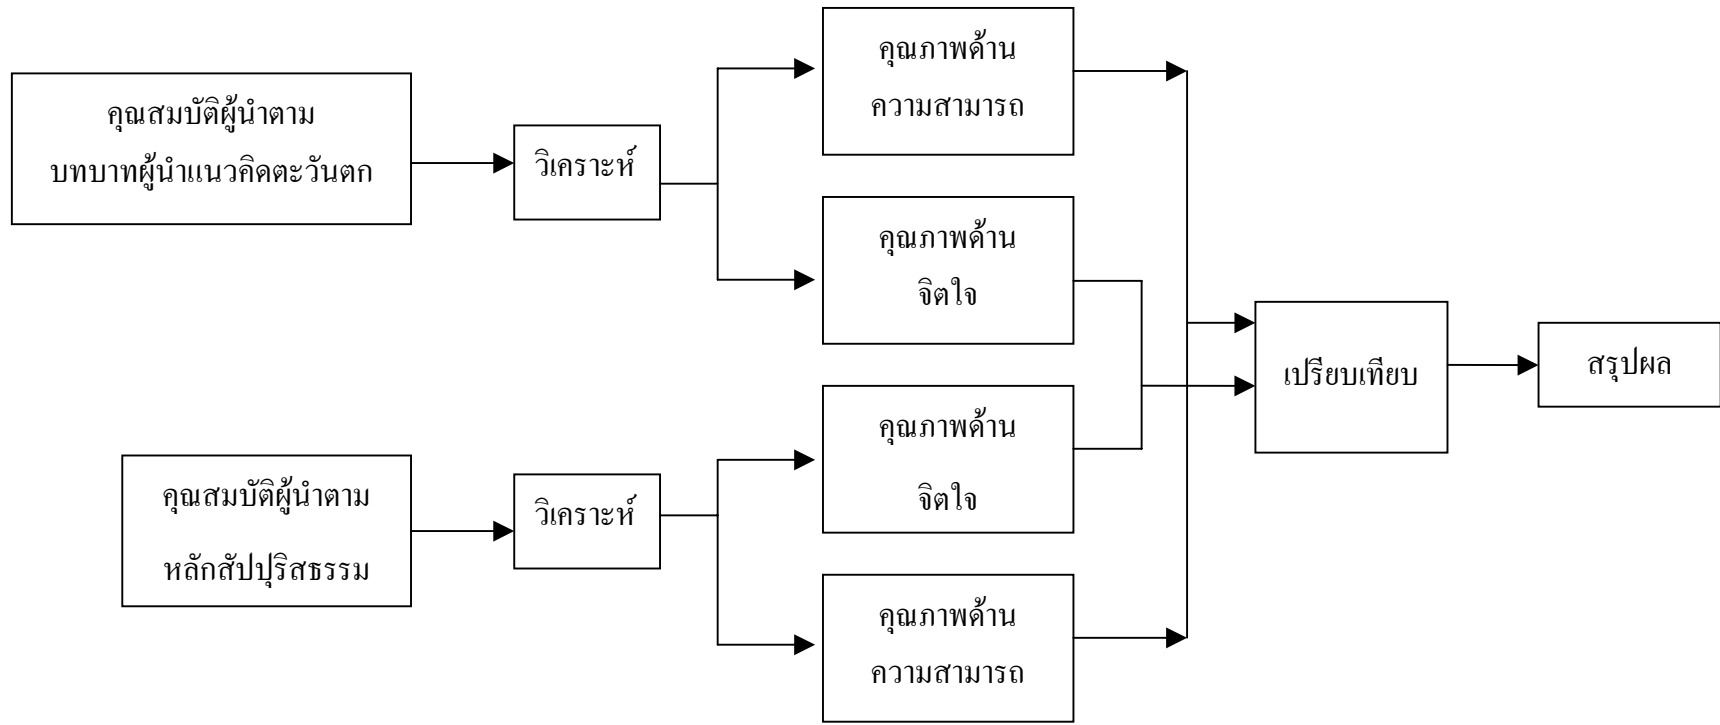 คุณสมบัติผู้นำตาม
บทบาทผู้นำแนวคิดตะวันตก
วิเคราะห์
คุณภาพด้าน
ความสามารถ
คุณภาพด้าน
จิตใจ
คุณสมบัติผู้นำตาม
หลักสัปปุริสธรรม
วิเคราะห์
คุณภาพด้าน
จิตใจ
คุณภาพด้าน
ความสามารถ
เปรียบเทียบ
สรุปผล